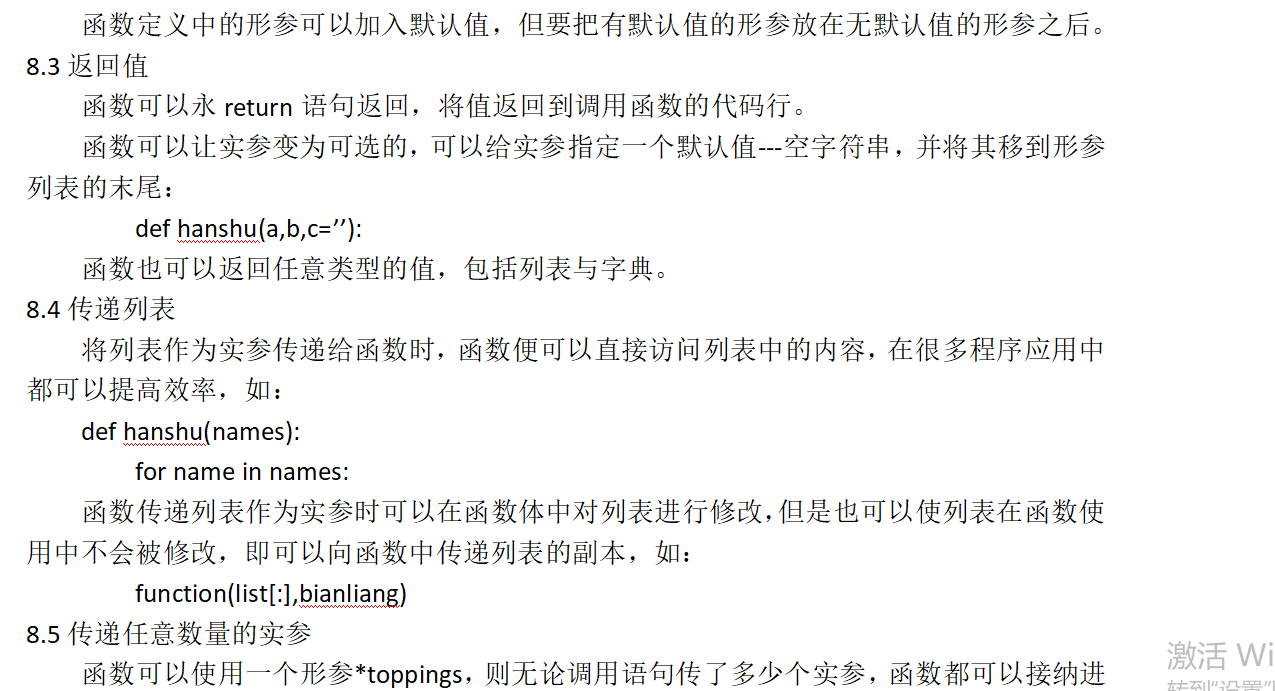 函数定义中的形参可以加入默认值，但要把有默认值的形参放在无默认值的形参之后。
8.3 返回值
函数可以永 return 语句返回，将值返回到调用函数的代码行。
函数可以让实参变为可选的，可以给实参指定一个默认值---空字符串，并将其移到形参
列表的末尾：
def hanshu(a,b,c=’’):
函数也可以返回任意类型的值，包括列表与字典。
8.4 传递列表
将列表作为实参传递给函数时，函数便可以直接访问列表中的内容，在很多程序应用中
都可以提高效率，如：
def hanshu(names):
for name in names:
函数传递列表作为实参时可以在函数体中对列表进行修改，但是也可以使列表在函数使
用中不会被修改，即可以向函数中传递列表的副本，如：
function(list[:],bianliang)
8.5 传递任意数量的实参
函数可以使用一个形参*toppings，则无论调用语句传了多少个实参，函数都可以接纳进
激活 Wi
转到“设置”